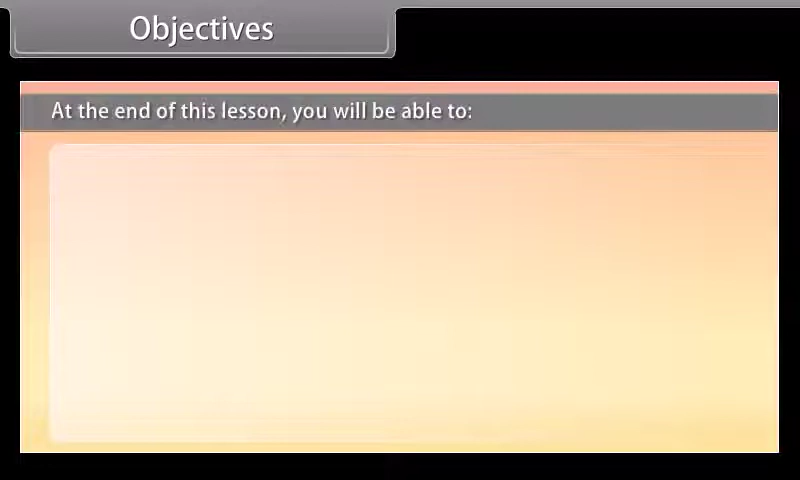 Objectives
At the end of this lesson, you will be able to: